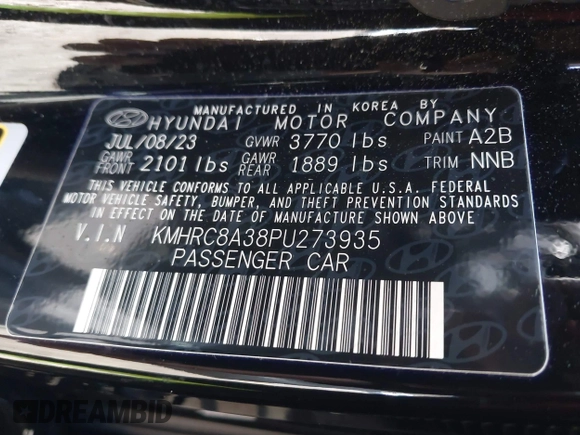 MANUFACTURED IN KOREA BY
HYUNDAI MOTOR COMPANY
JUL/08/23 GVWR 3770 lbs PAINT A2B
GAWR FRONT 2101 lbs GAWR REAR 1889 lbs TRIM NNB
THIS VEHICLE CONFORMS TO ALL APPLICABLE U.S.A. FEDERAL
MOTOR VEHICLE SAFETY, BUMPER, AND THEFT PREVENTION STANDARDS
IN EFFECT ON THE DATE OF MANUFACTURE SHOWN ABOVE
V.I.N KMHRC8A38PU273935
PASSENGER CAR
DREAMBID